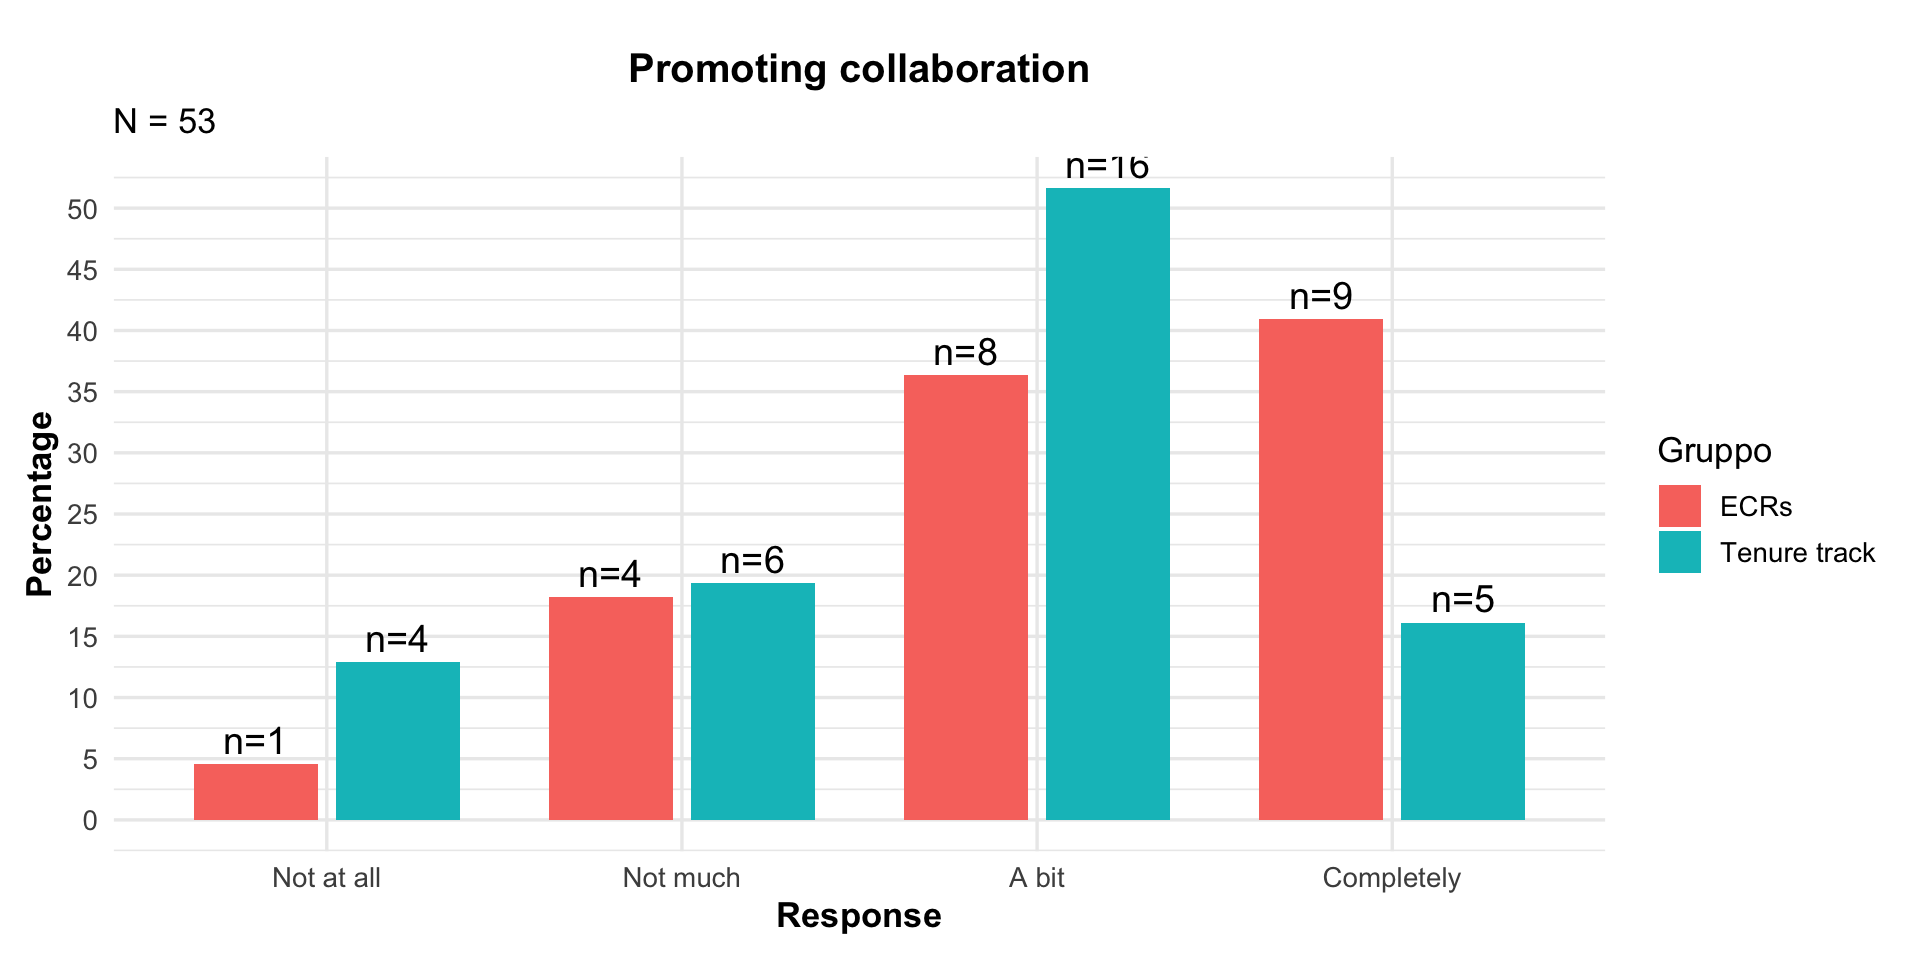 Promoting collaboration
N = 53
n=16
50
45
n=9
40
n=8
35
30
25
n=4
n=6
20
n=5
15
n=4
10
n=1
5
0
Percentage
Not at all
Not much
A bit
Completely
Response
Gruppo
ECRs
Tenure track